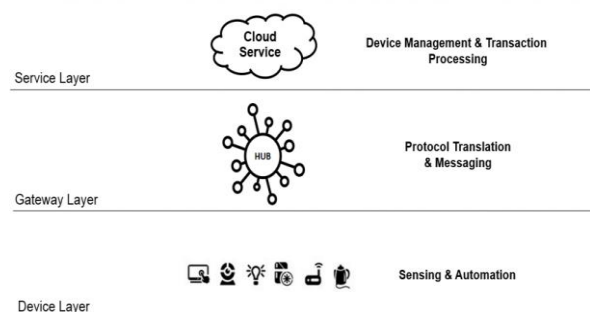 Cloud
Service
Device Management & Transaction
Processing
Service Layer
HUB
Protocol Translation
& Messaging
Gateway Layer
Sensing & Automation
Device Layer